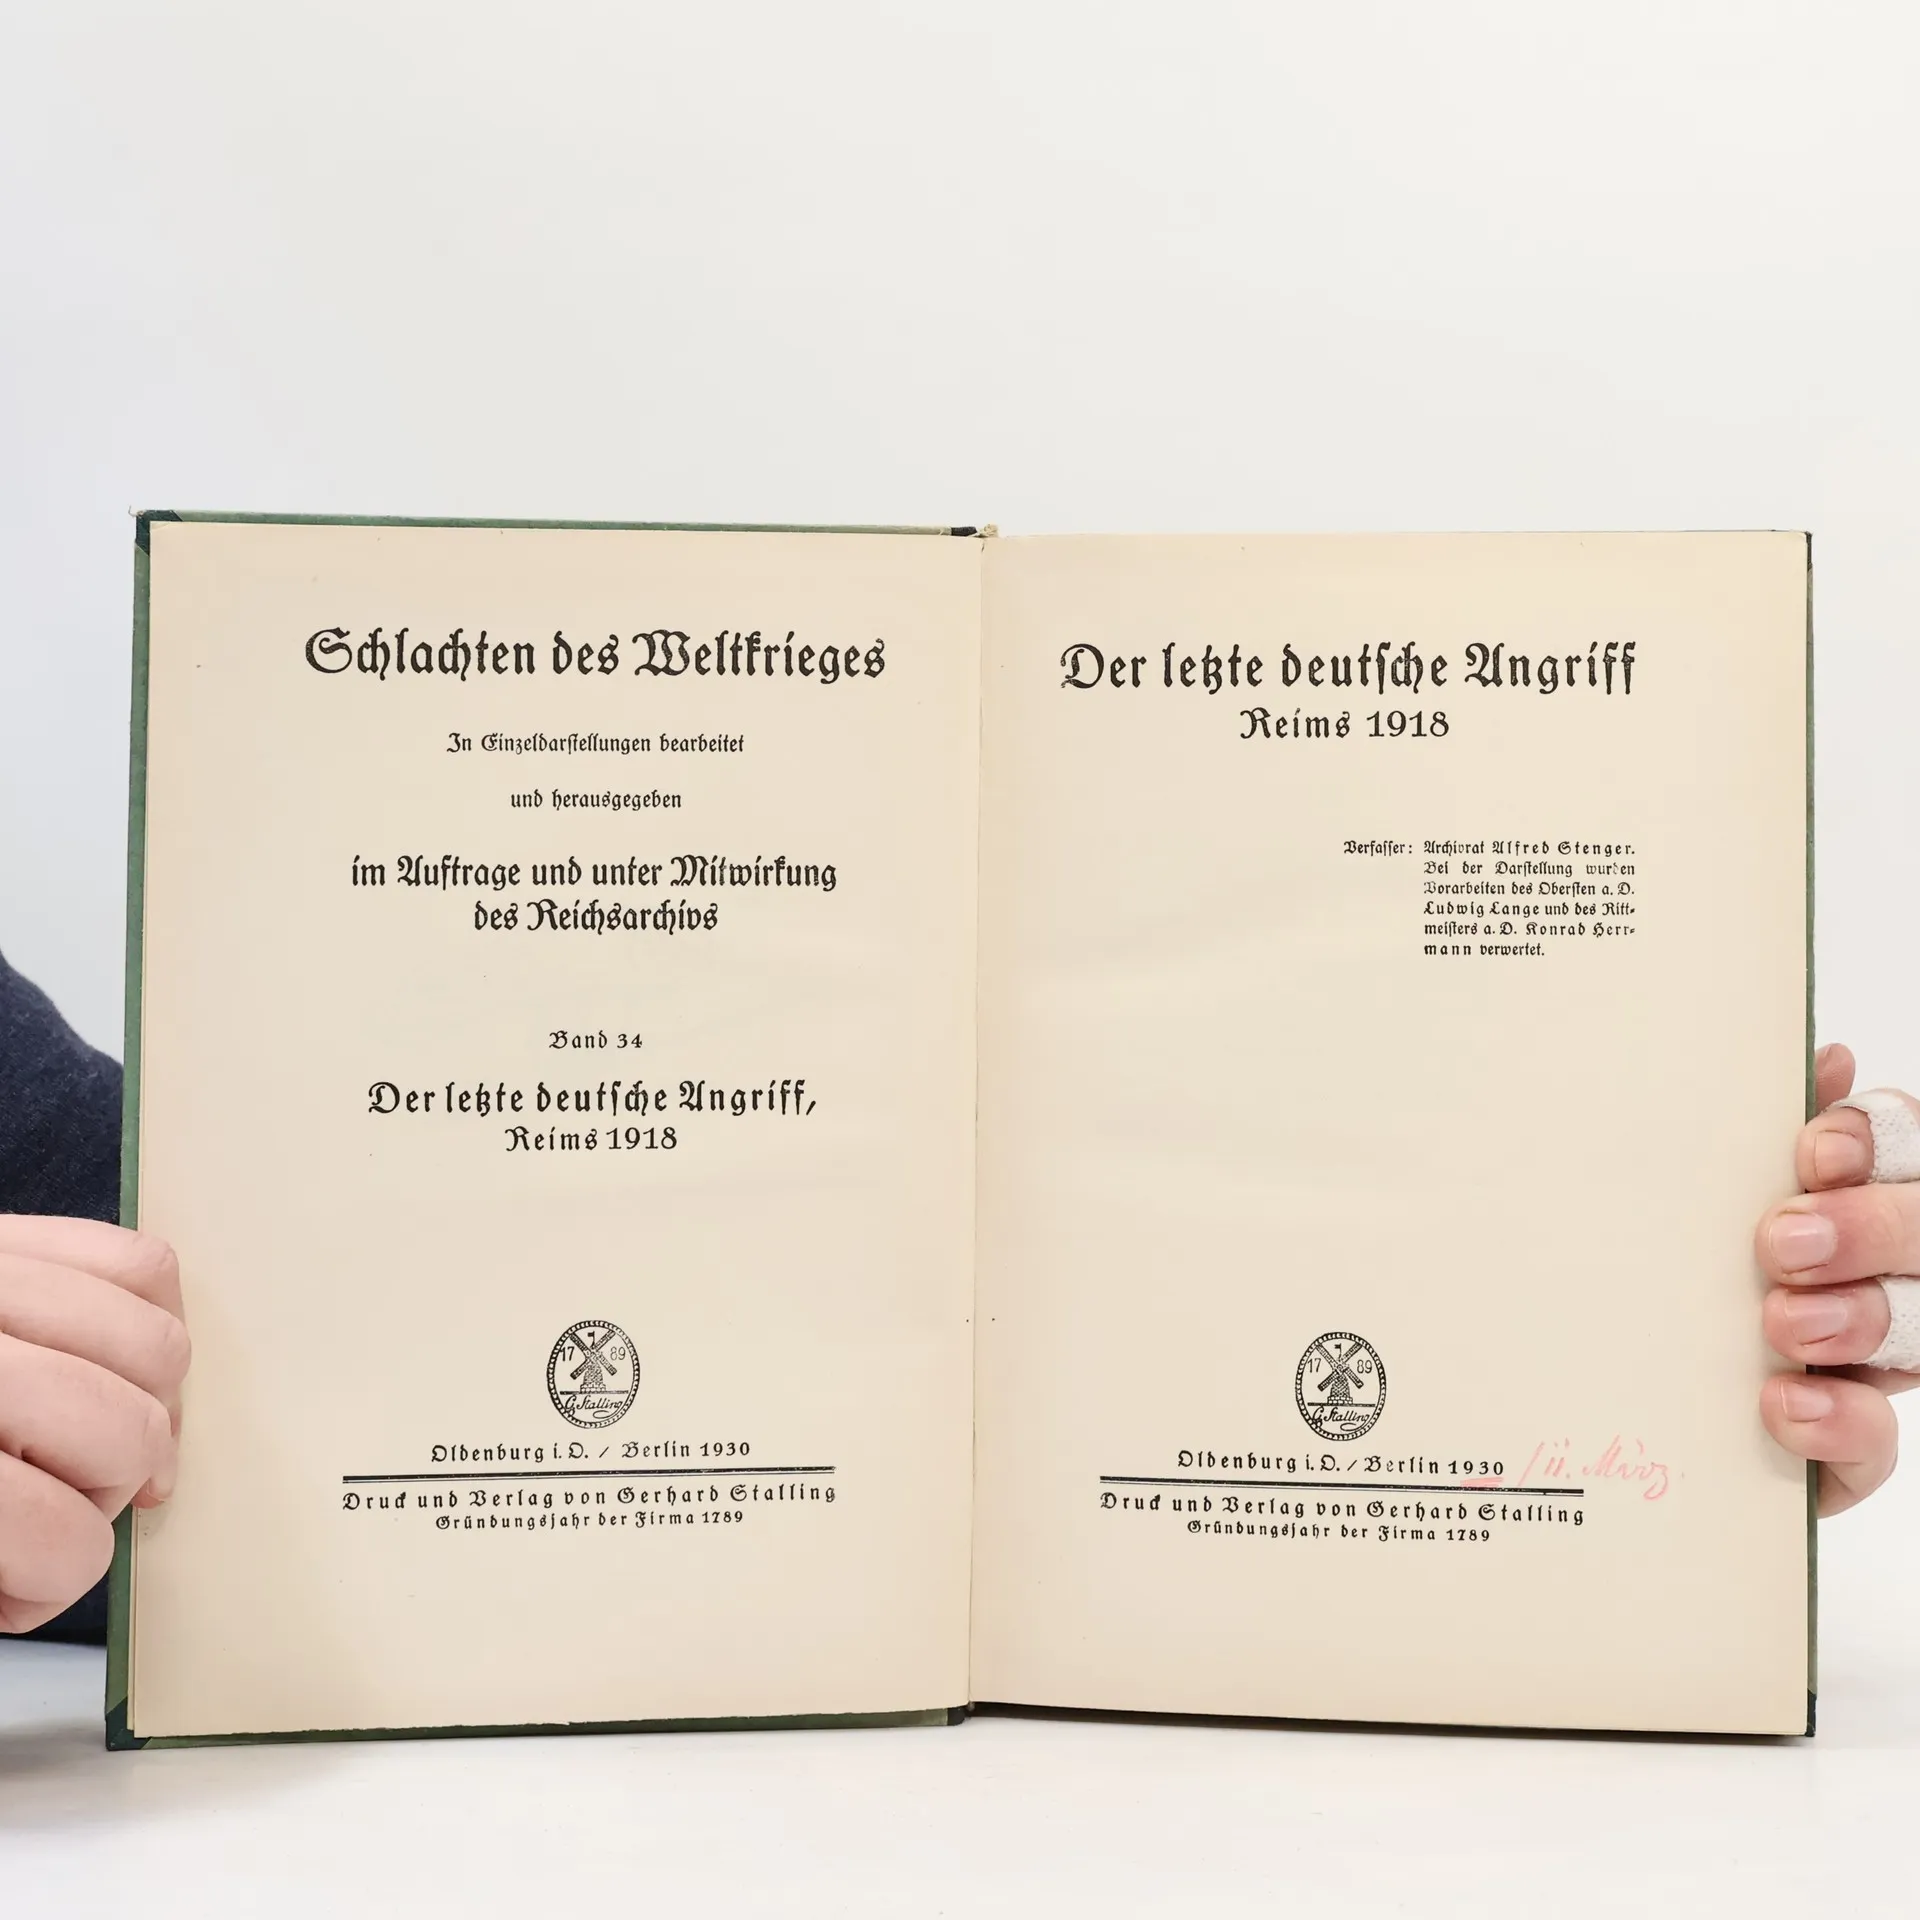 Schlachten des Weltkrieges
In Einzeldarstellungen bearbeitet
und herausgegeben
im Auftrage und unter Mitwirkung
des Reichsarchivs
Band 34
Der letzte deutsche Angriff,
Reims 1918
17 89
G. Stalling
Oldenburg i. O. / Berlin 1930
Druck und Verlag von Gerhard Stalling
Gründungsjahr der Firma 1789
Der letzte deutsche Angriff
Reims 1918
Verfasser: Archivrat Alfred Stenger.
Bei der Darstellung wurden
Vorarbeiten des Obersten a. D.
Ludwig Lange und des Ritt-
meisters a. D. Konrad Herr-
mann verwertet.
17 89
G. Stalling
Oldenburg i. O. / Berlin 1930 / ii. März.
Druck und Verlag von Gerhard Stalling
Gründungsjahr der Firma 1789